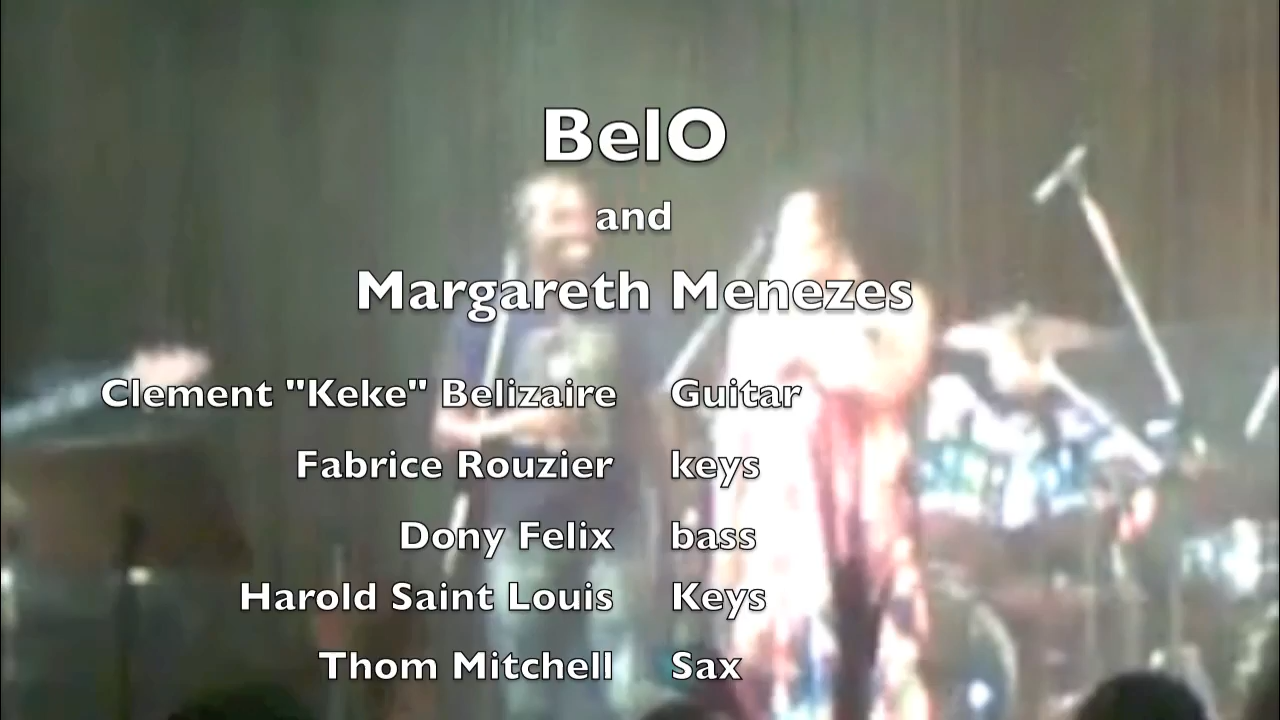 BelO
and
Margareth Menezes
Clement "Keke" Belizaire Guitar
Fabrice Rouzier keys
Dony Felix bass
Harold Saint Louis Keys
Thom Mitchell Sax